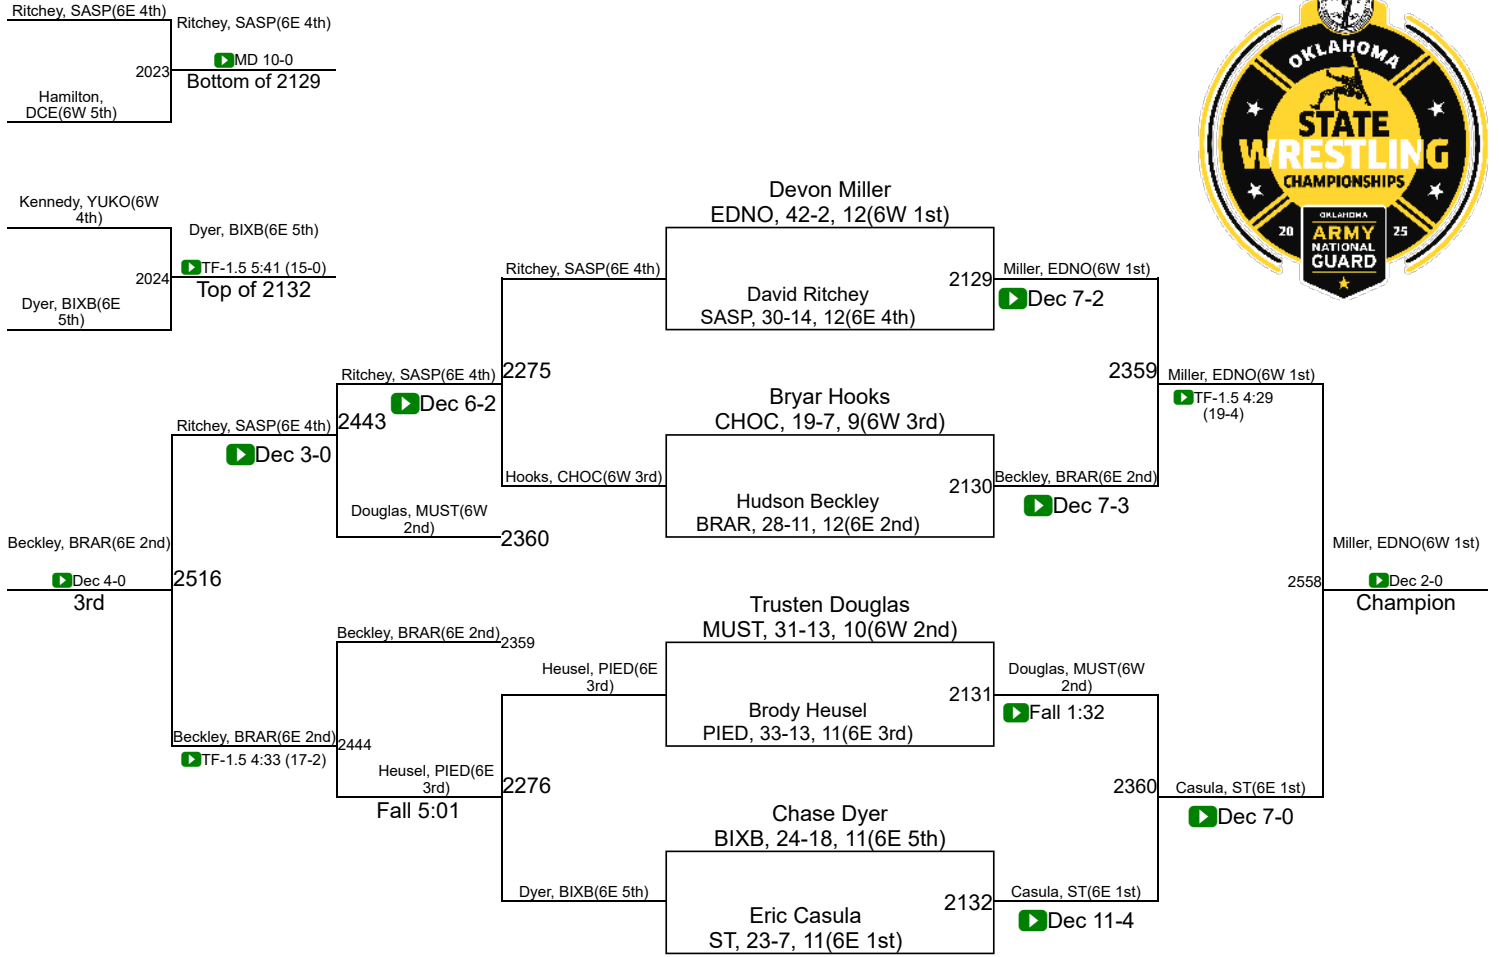 Ritchey, SASP(6E 4th)
Ritchey, SASP(6E 4th)
2023
MD 10-0
Bottom of 2129
Hamilton,
DCE(6W 5th)
Kennedy, YUKO(6W
4th)
Dyer, BIXB(6E 5th)
2024
TF-1.5 5:41 (15-0)
Top of 2132
Dyer, BIXB(6E
5th)
OKLAHOMA
STATE
WRESTLING
CHAMPIONSHIPS
OKLAHOMA
20
ARMY
25
NATIONAL
GUARD
Devon Miller
EDNO, 42-2, 12(6W 1st)
Ritchey, SASP(6E 4th)
2129
Miller, EDNO(6W 1st)
Dec 7-2
David Ritchey
SASP, 30-14, 12(6E 4th)
2275
2359
Ritchey, SASP(6E 4th)
Dec 6-2
Miller, EDNO(6W 1st)
TF-1.5 4:29
(19-4)
Bryar Hooks
CHOC, 19-7, 9(6W 3rd)
Ritchey, SASP(6E 4th)
2443
Dec 3-0
Hooks, CHOC(6W 3rd)
2130
Beckley, BRAR(6E 2nd)
Dec 7-3
Hudson Beckley
BRAR, 28-11, 12(6E 2nd)
Douglas, MUST(6W
2nd)
2360
Beckley, BRAR(6E 2nd)
2516
Dec 4-0
3rd
Miller, EDNO(6W 1st)
2558
Dec 2-0
Champion
Trusten Douglas
MUST, 31-13, 10(6W 2nd)
Beckley, BRAR(6E 2nd)
2359
Heusel, PIED(6E
3rd)
2131
Douglas, MUST(6W
2nd)
Fall 1:32
Brody Heusel
PIED, 33-13, 11(6E 3rd)
Beckley, BRAR(6E 2nd)
2444
TF-1.5 4:33 (17-2)
Heusel, PIED(6E
3rd)
2276
Fall 5:01
2360
Casula, ST(6E 1st)
Dec 7-0
Chase Dyer
BIXB, 24-18, 11(6E 5th)
Dyer, BIXB(6E 5th)
2132
Casula, ST(6E 1st)
Dec 11-4
Eric Casula
ST, 23-7, 11(6E 1st)